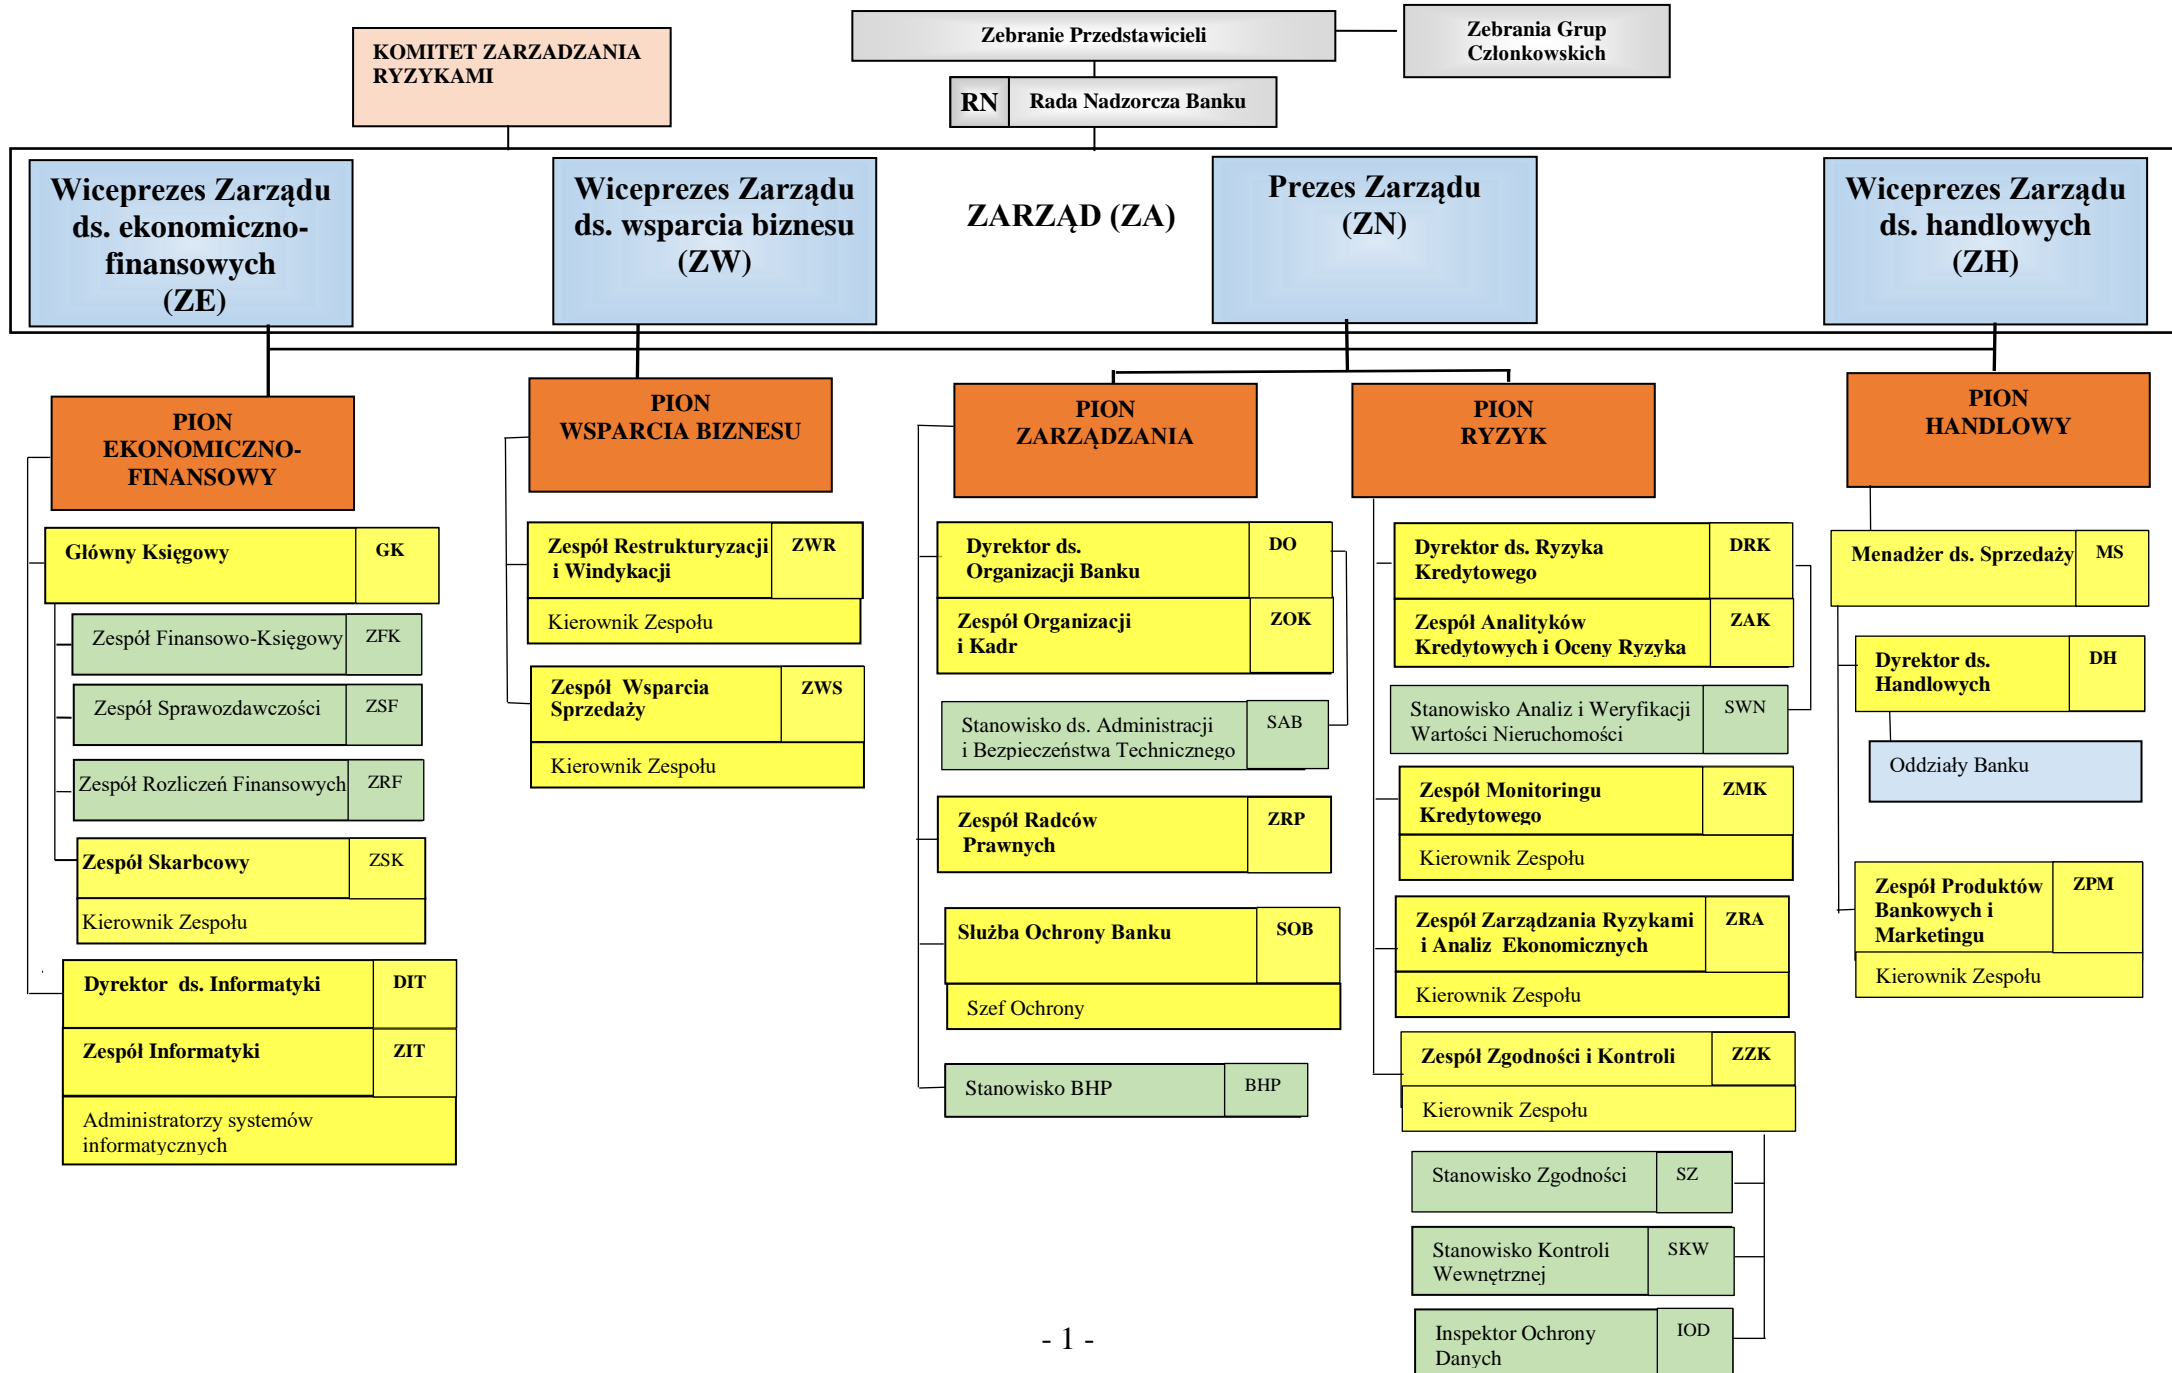 KOMITET ZARZADZANIA
RYZYKAMI
Zebranie Przedstawicieli
Zebrania Grup
Członkowskich
RN
Rada Nadzorcza Banku
Wiceprezes Zarządu
ds. ekonomiczno-
finansowych
(ZE)
Wiceprezes Zarządu
ds. wsparcia biznesu
(ZW)
ZARZĄD (ZA)
Prezes Zarządu
(ZN)
Wiceprezes Zarządu
ds. handlowych
(ZH)
PION
EKONOMICZNO-
FINANSOWY
Główny Księgowy
GK
Zespół Finansowo-Księgowy
ZFK
Zespół Sprawozdawczości
ZSF
Zespół Rozliczeń Finansowych
ZRF
Zespół Skarbcowy
ZSK
Kierownik Zespołu
Dyrektor ds. Informatyki
DIT
Zespół Informatyki
ZIT
Administratorzy systemów
informatycznych
PION
WSPARCIA BIZNESU
Zespół Restrukturyzacji
i Windykacji
ZWR
Kierownik Zespołu
Zespół Wsparcia
Sprzedaży
ZWS
Kierownik Zespołu
PION
ZARZĄDZANIA
Dyrektor ds.
Organizacji Banku
DO
Zespół Organizacji
i Kadr
ZOK
Stanowisko ds. Administracji
i Bezpieczeństwa Technicznego
SAB
Zespół Radców
Prawnych
ZRP
Służba Ochrony Banku
SOB
Szef Ochrony
Stanowisko BHP
BHP
PION
RYZYK
Dyrektor ds. Ryzyka
Kredytowego
DRK
Zespół Analityków
Kredytowych i Oceny Ryzyka
ZAK
Stanowisko Analiz i Weryfikacji
Wartości Nieruchomości
SWN
Zespół Monitoringu
Kredytowego
ZMK
Kierownik Zespołu
Zespół Zarządzania Ryzykami
i Analiz Ekonomicznych
ZRA
Kierownik Zespołu
Zespół Zgodności i Kontroli
ZZK
Kierownik Zespołu
Stanowisko Zgodności
SZ
Stanowisko Kontroli
Wewnętrznej
SKW
Inspektor Ochrony
Danych
IOD
PION
HANDLOWY
Menadżer ds. Sprzedaży
MS
Dyrektor ds.
Handlowych
DH
Oddziały Banku
Zespół Produktów
Bankowych i
Marketingu
ZPM
Kierownik Zespołu
- 1 -